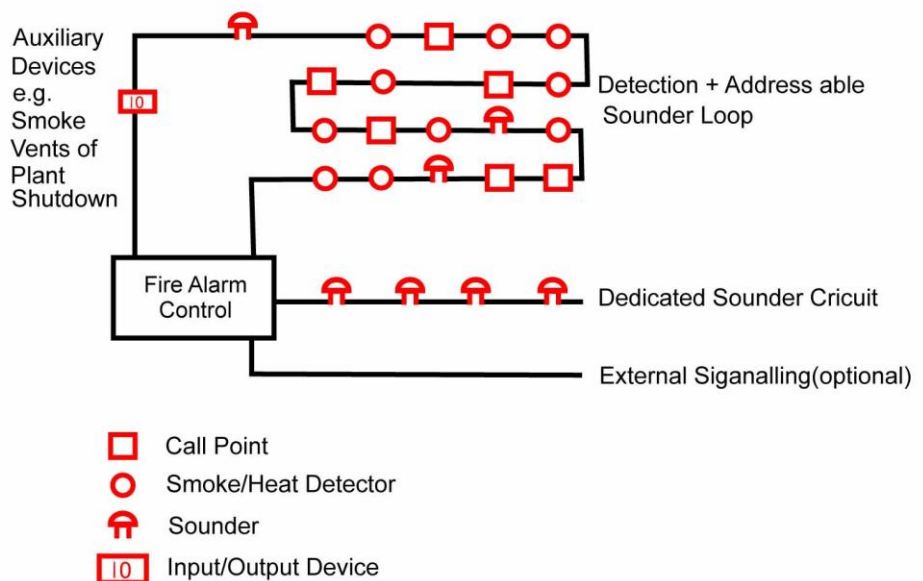 Auxiliary
Devices
e.g.
Smoke
Vents of
Plant
Shutdown
IO
Detection + Address able
Sounder Loop
Fire Alarm
Control
Dedicated Sounder Cricuit
External Siganalling(optional)
Call Point
Smoke/Heat Detector
Sounder
IO Input/Output Device